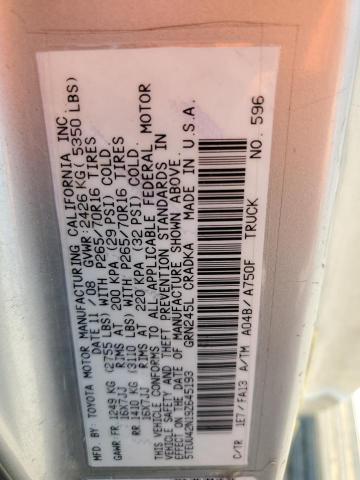 MFD BY: TOYOTA MOTOR MANUFACTURING CALIFORNIA INC.
DATE 11 / 08 GVWR 2426 KG( 5350 LBS)
GAWR FR 1249 KG (2755 LBS) WITH P265/70R16 TIRES
16X7JJ RIMS AT 200 KPA (29 PSI) COLD.
RR 1410 KG (3110 LBS) WITH P265/70R16 TIRES
16X7JJ RIMS AT 220 KPA (32 PSI) COLD.
THIS VEHICLE CONFORMS TO ALL APPLICABLE FEDERAL MOTOR
VEHICLE SAFETY AND THEFT PREVENTION STANDARDS IN
EFFECT ON THE DATE OF MANUFACTURE SHOWN ABOVE.
5TEUU42N19Z645193 GRN245L CRADKA MADE IN U.S.A.
C/TR 1E7/FA13 A/TM A04B/A750F TRUCK NO. 596